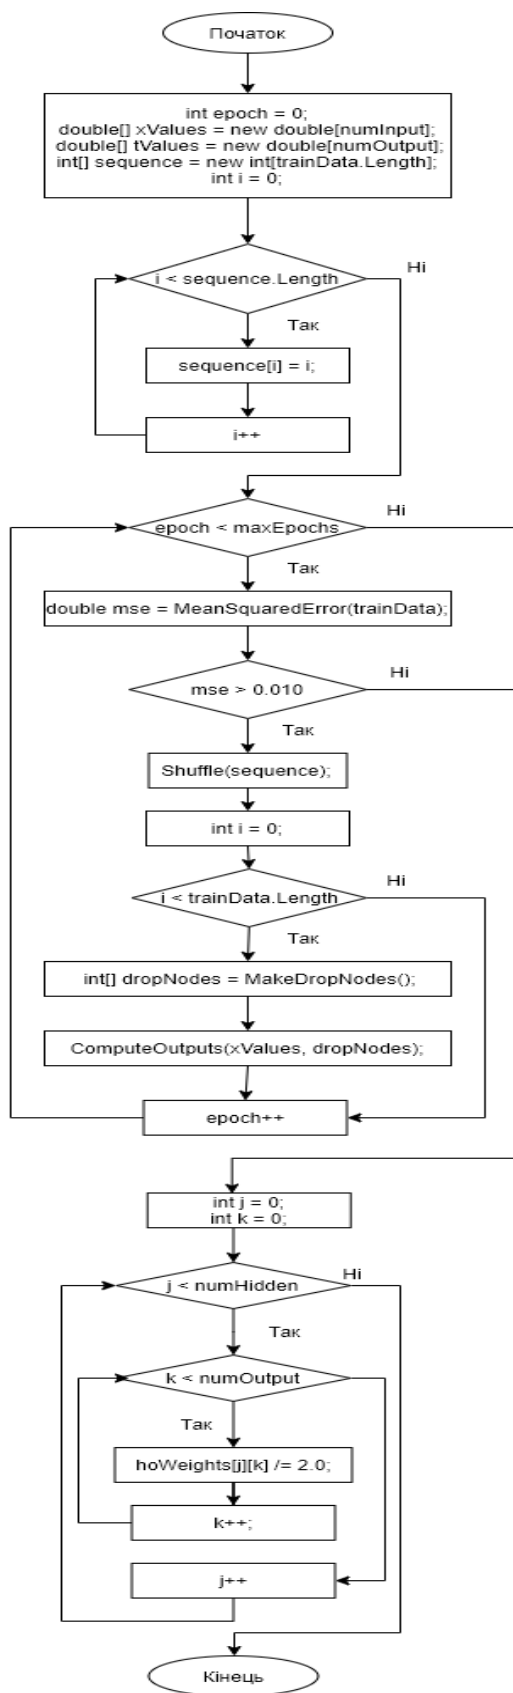 Початок
int epoch = 0;
double[] xValues = new double[numInput];
double[] tValues = new double[numOutput];
int[] sequence = new int[trainData.Length];
int i = 0;
i < sequence.Length
Ні
Так
sequence[i] = i;
i++
epoch < maxEpochs
Ні
Так
double mse = MeanSquaredError(trainData);
mse > 0.010
Ні
Так
Shuffle(sequence);
int i = 0;
i < trainData.Length
Ні
Так
int[] dropNodes = MakeDropNodes();
ComputeOutputs(xValues, dropNodes);
epoch++
int j = 0;
int k = 0;
j < numHidden
Ні
Так
k < numOutput
Так
hoWeights[j][k] /= 2.0;
k++;
j++
Кінець